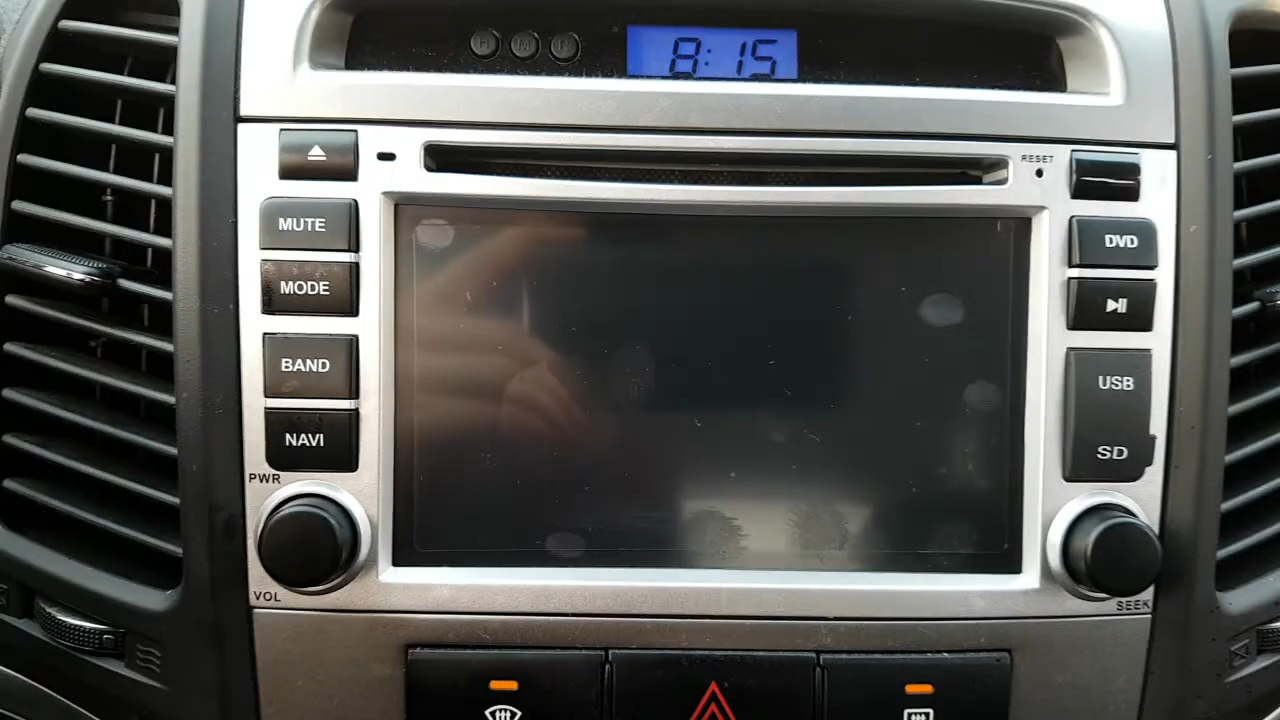 H M R
8:15
RESET
MUTE
DVD
MODE
BAND
USB
NAVI
SD
PWR
VOL
SEEK